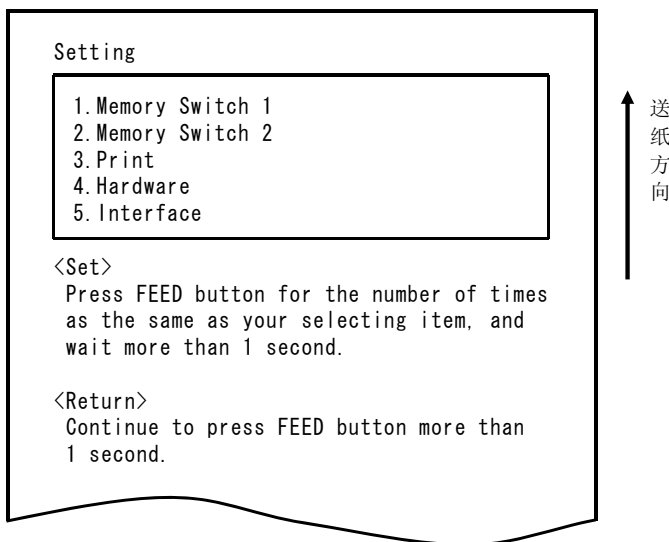 Setting
1.Memory Switch 1
2.Memory Switch 2
3.Print
4.Hardware
5.Interface
<Set>
Press FEED button for the number of times
as the same as your selecting item, and
wait more than 1 second.
<Return>
Continue to press FEED button more than
1 second.
送纸方向